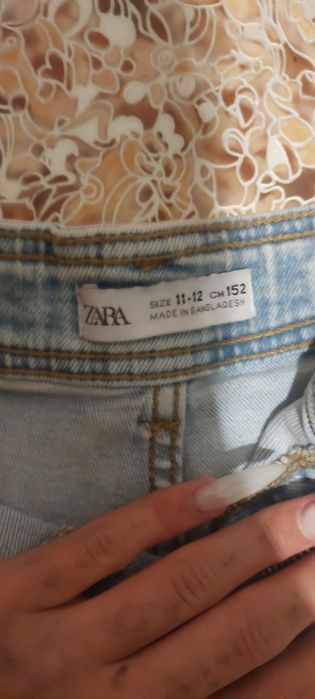 ZARA
SIZE 11-12 CM 152
MADE IN BANGLADESH